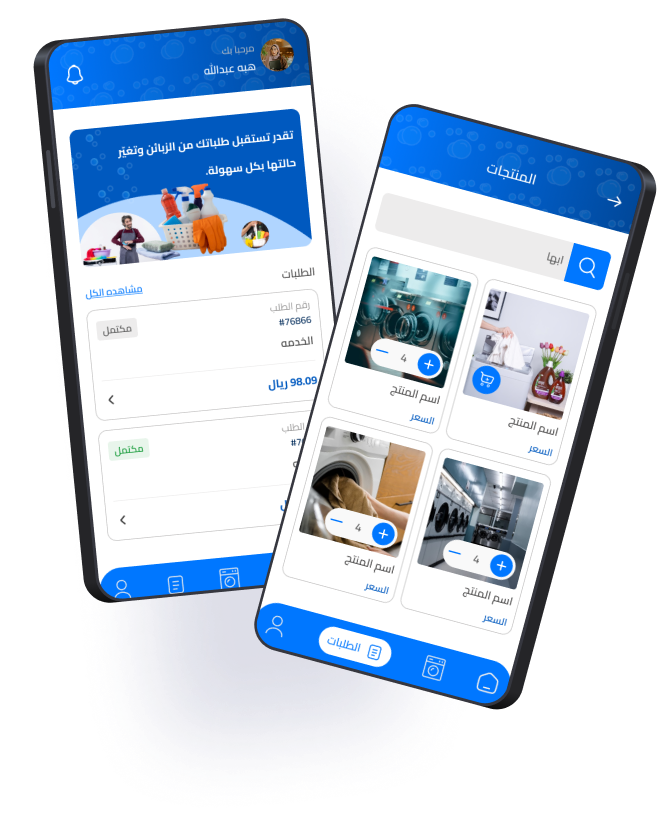 مرحبا بك
هبه عبدالله
تقدر تستقبل طلباتك من الزبائن وتغيّر
حالتها بكل سهولة.
الطلبات
مشاهده الكل
رقم الطلب
مكتمل
#76866
الخدمه
98.09 ريال
الطلب
مكتمل
المنتجات
ابها
4
اسم المنتج
السعر
اسم المنتج
السعر
4
اسم المنتج
السعر
4
اسم المنتج
السعر
الطلبات